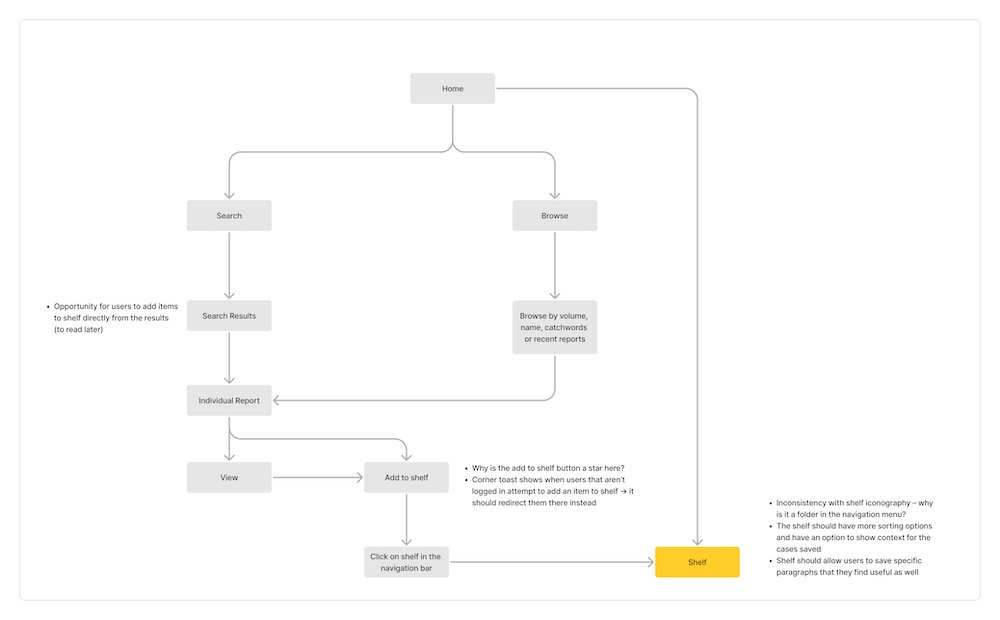 Home
Search
Browse
• Opportunity for users to add items
to shelf directly from the results
(to read later)
Search Results
Browse by volume,
name, catchwords
or recent reports
Individual Report
View
Add to shelf
• Why is the add to shelf button a star here?
• Corner toast shows when users that aren't
logged in attempt to add an item to shelf → it
should redirect them there instead
Click on shelf in the
navigation bar
Shelf
• Inconsistency with shelf iconography – why
is it a folder in the navigation menu?
• The shelf should have more sorting options
and have an option to show context for the
cases saved
• Shelf should allow users to save specific
paragraphs that they find useful as well